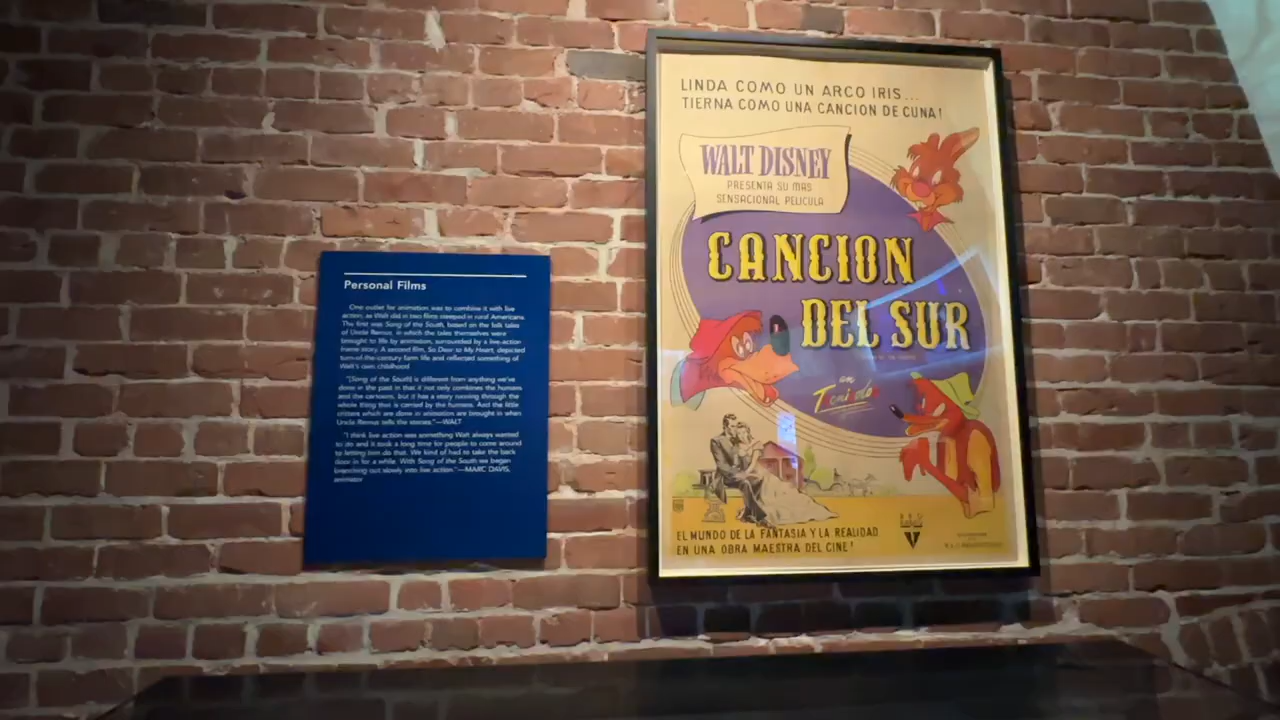 Personal Films
One outlet for animation was to combine it with live
action, as Walt did in two films steeped in rural Americana.
The first was Song of the South, based on the folk tales
of Uncle Remus, in which the tales themselves were
brought to life by animation, surrounded by a live-action
frame story. A second film, So Dear to My Heart, depicted
turn-of-the-century farm life and reflected something of
Walt's own childhood
"[Song of the South] is different from anything we've
done in the past in that it not only combines the humans
and the cartoons, but it has a story running through the
whole thing that is carried by the humans. And the little
critters which are done in animation are brought in when
Uncle Remus tells the stories."—WALT
"I think live action was something Walt always wanted
to do and it took a long time for people to come around
to letting him do that. We kind of had to take the back
door in for a while. With Song of the South we began
branching out slowly into live action."—MARC DAVIS,
animator
LINDA COMO UN ARCO IRIS...
TIERNA COMO UNA CANCION DE CUNA!
WALT DISNEY
PRESENTA SU MAS
SENSACIONAL PELICULA
CANCION
DEL SUR
en
EL MUNDO DE LA FANTASIA Y LA REALIDAD
EN UNA OBRA MAESTRA DEL CINE!